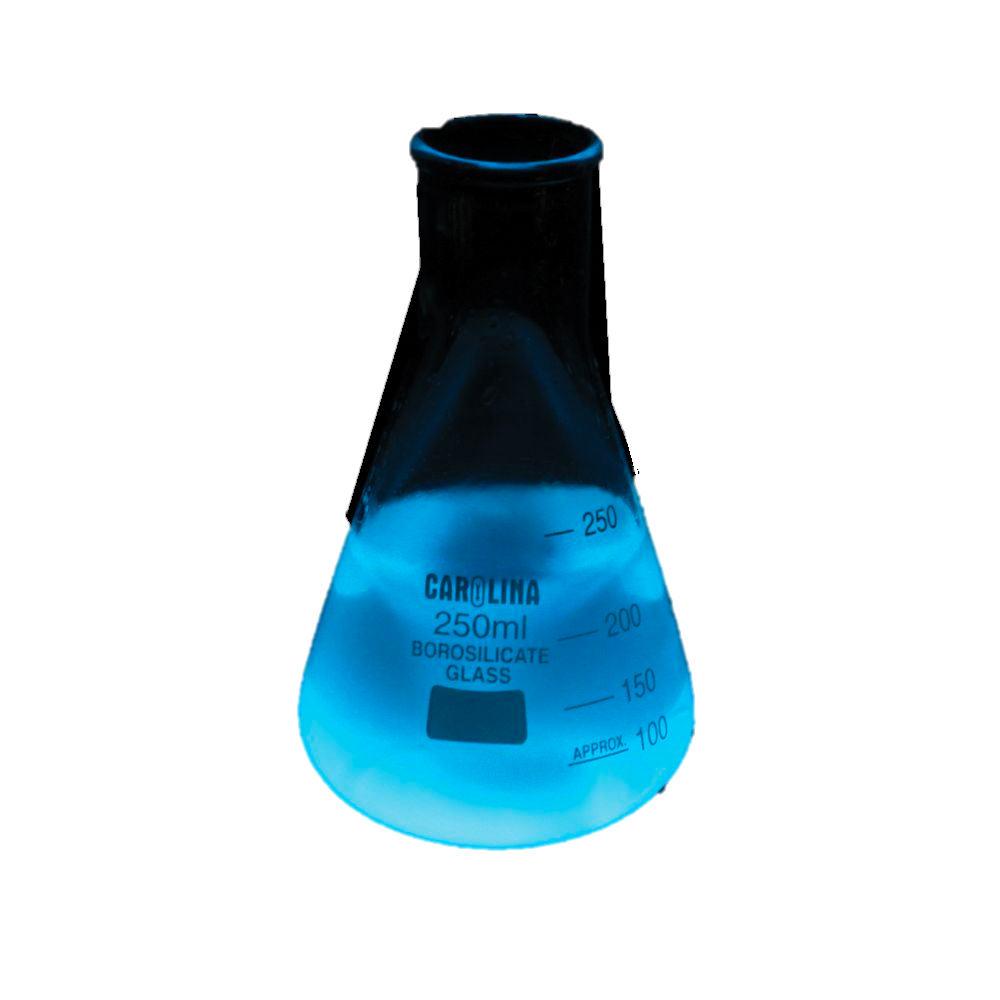 250
CAROLINA
250ml
BOROSILICATE
GLASS
200
150
APPROX. 100